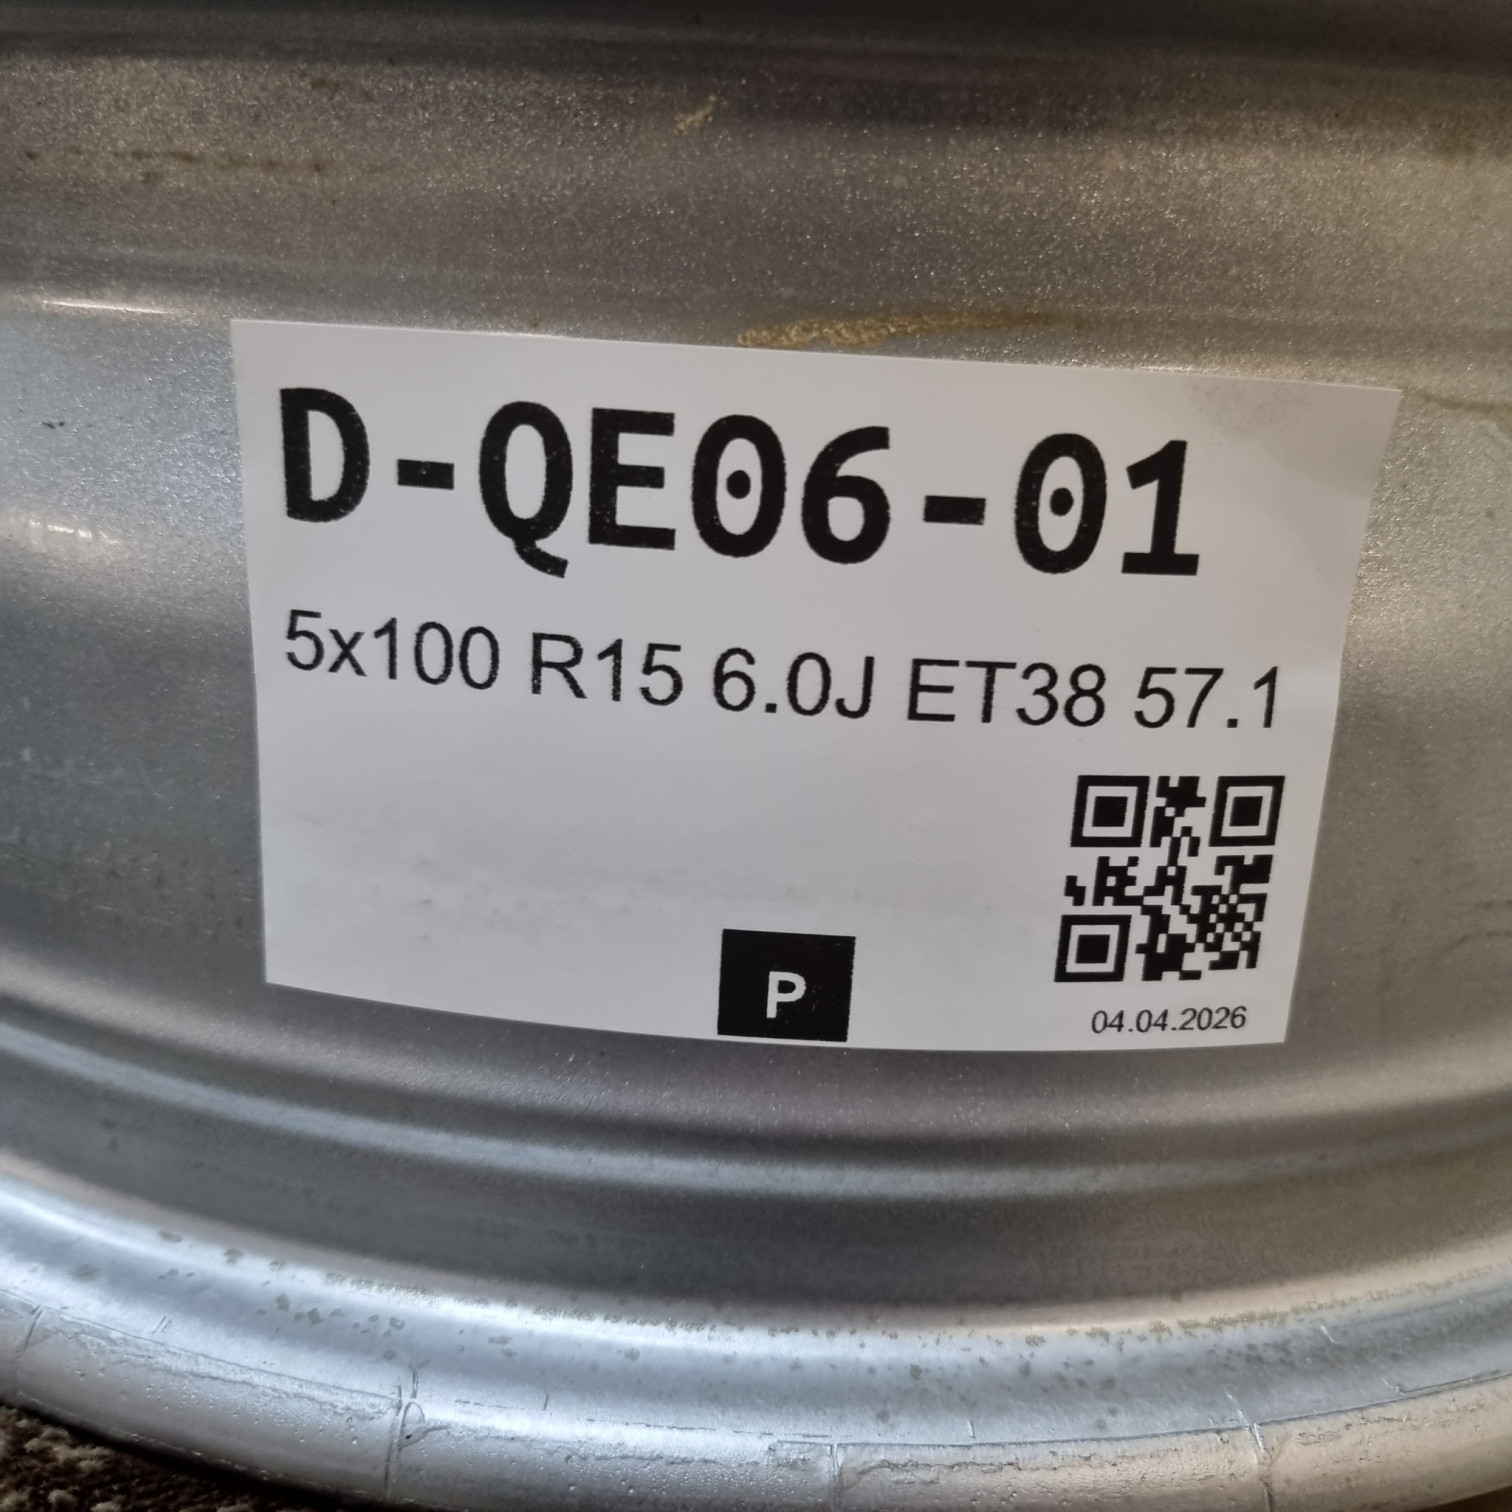 D-QE06-01
5x100 R15 6.0J ET38 57.1
P
04.04.2026